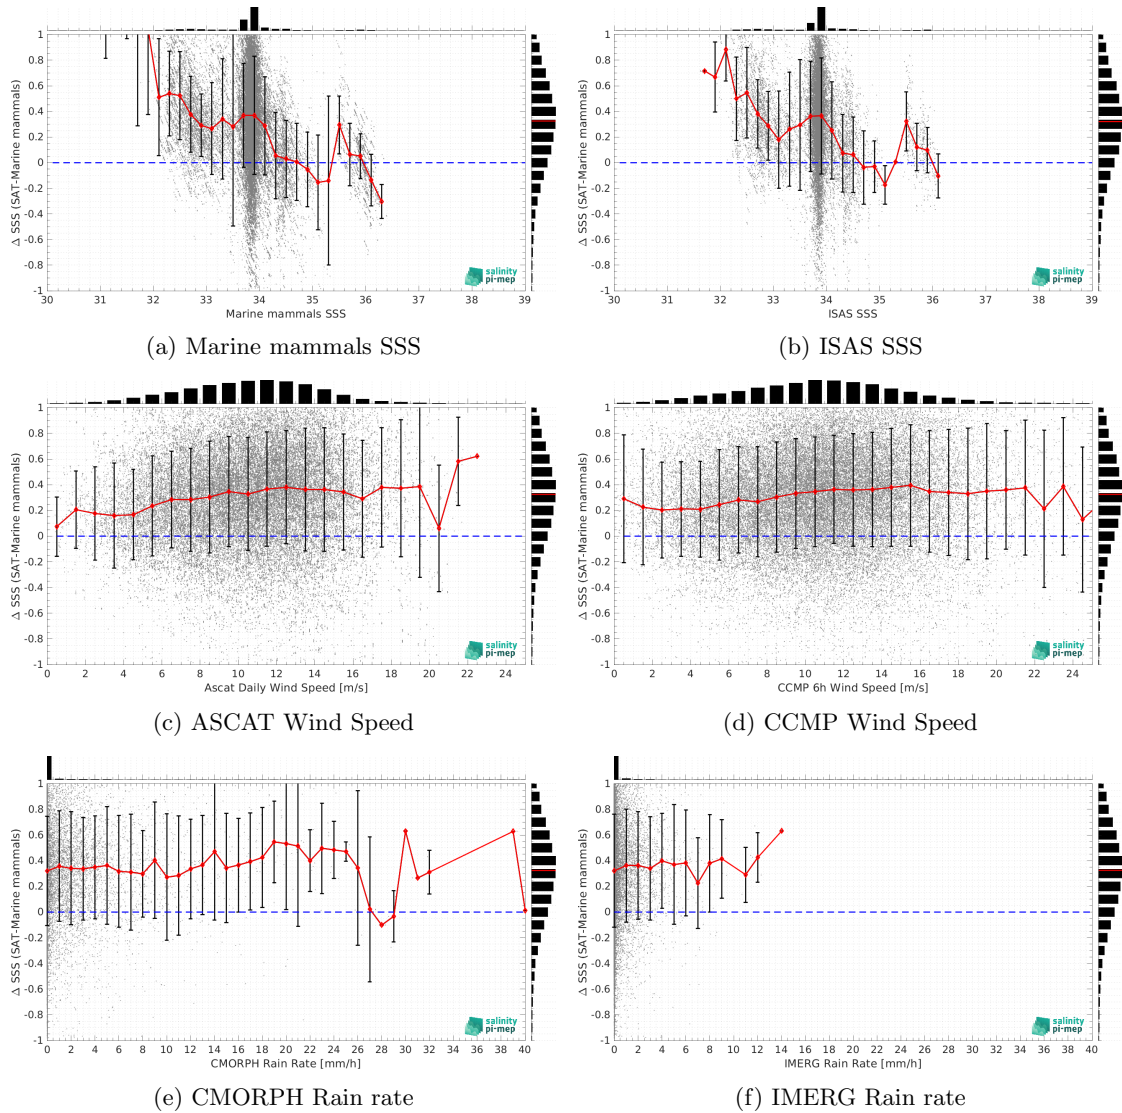 1
0.8
0.6
0.4
0.2
0
-0.2
-0.4
-0.6
-0.8
-1
Δ SSS (SAT-Marine mammals)
salinity
pi-mep
30 31 32 33 34 35 36 37 38 39
Marine mammals SSS
(a) Marine mammals SSS
1
0.8
0.6
0.4
0.2
0
-0.2
-0.4
-0.6
-0.8
-1
Δ SSS (SAT-Marine mammals)
salinity
pi-mep
30 31 32 33 34 35 36 37 38 39
ISAS SSS
(b) ISAS SSS
1
0.8
0.6
0.4
0.2
0
-0.2
-0.4
-0.6
-0.8
-1
Δ SSS (SAT-Marine mammals)
salinity
pi-mep
0 2 4 6 8 10 12 14 16 18 20 22 24
Ascat Daily Wind Speed [m/s]
(c) ASCAT Wind Speed
1
0.8
0.6
0.4
0.2
0
-0.2
-0.4
-0.6
-0.8
-1
Δ SSS (SAT-Marine mammals)
salinity
pi-mep
0 2 4 6 8 10 12 14 16 18 20 22 24
CCMP 6h Wind Speed [m/s]
(d) CCMP Wind Speed
1
0.8
0.6
0.4
0.2
0
-0.2
-0.4
-0.6
-0.8
-1
Δ SSS (SAT-Marine mammals)
salinity
pi-mep
0 2 4 6 8 10 12 14 16 18 20 22 24 26 28 30 32 34 36 38 40
CMORPH Rain Rate [mm/h]
(e) CMORPH Rain rate
1
0.8
0.6
0.4
0.2
0
-0.2
-0.4
-0.6
-0.8
-1
Δ SSS (SAT-Marine mammals)
salinity
pi-mep
0 2 4 6 8 10 12 14 16 18 20 22 24 26 28 30 32 34 36 38 40
IMERG Rain Rate [mm/h]
(f) IMERG Rain rate